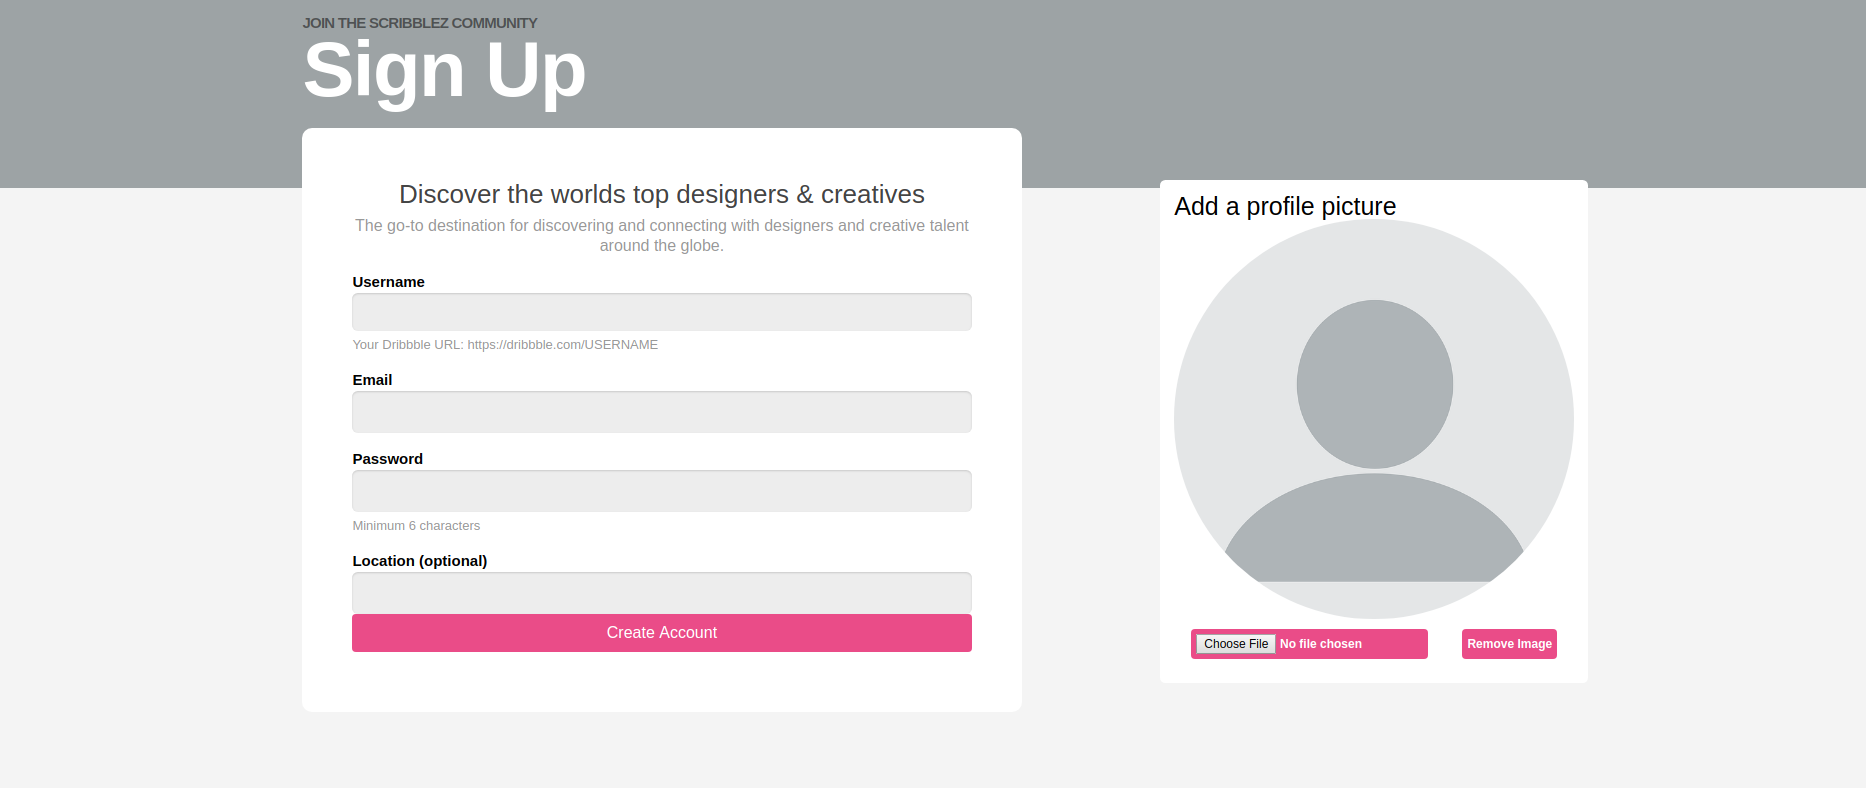 JOIN THE SCRIBBLEZ COMMUNITY
Sign Up
Discover the worlds top designers & creatives
The go-to destination for discovering and connecting with designers and creative talent
around the globe.
Username
Your Dribbble URL: https://dribbble.com/USERNAME
Email
Password
Minimum 6 characters
Location (optional)
Create Account
Add a profile picture
Choose File No file chosen
Remove Image